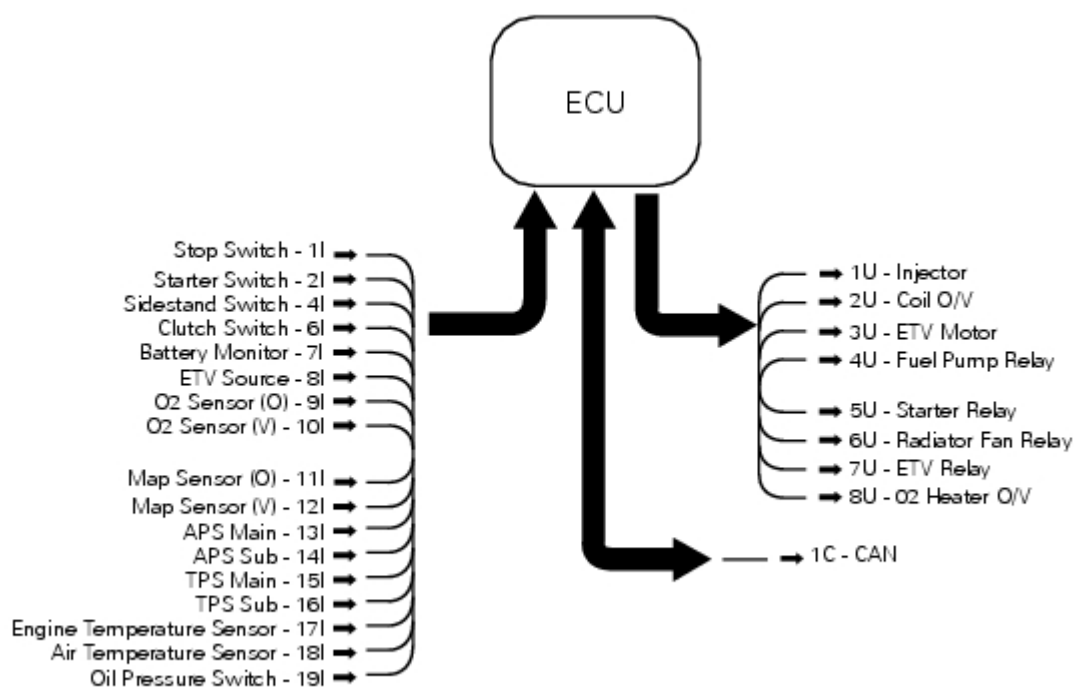 ECU
Stop Switch - 1I
Starter Switch - 2I
Sidestand Switch - 4I
Clutch Switch - 6I
Battery Monitor - 7I
ETV Source - 8I
O2 Sensor (O) - 9I
O2 Sensor (V) - 10I
Map Sensor (O) - 11I
Map Sensor (V) - 12I
APS Main - 13I
APS Sub - 14I
TPS Main - 15I
TPS Sub - 16I
Engine Temperature Sensor - 17I
Air Temperature Sensor - 18I
Oil Pressure Switch - 19I
1U - Injector
2U - Coil O/V
3U - ETV Motor
4U - Fuel Pump Relay
5U - Starter Relay
6U - Radiator Fan Relay
7U - ETV Relay
8U - 02 Heater O/V
1C - CAN